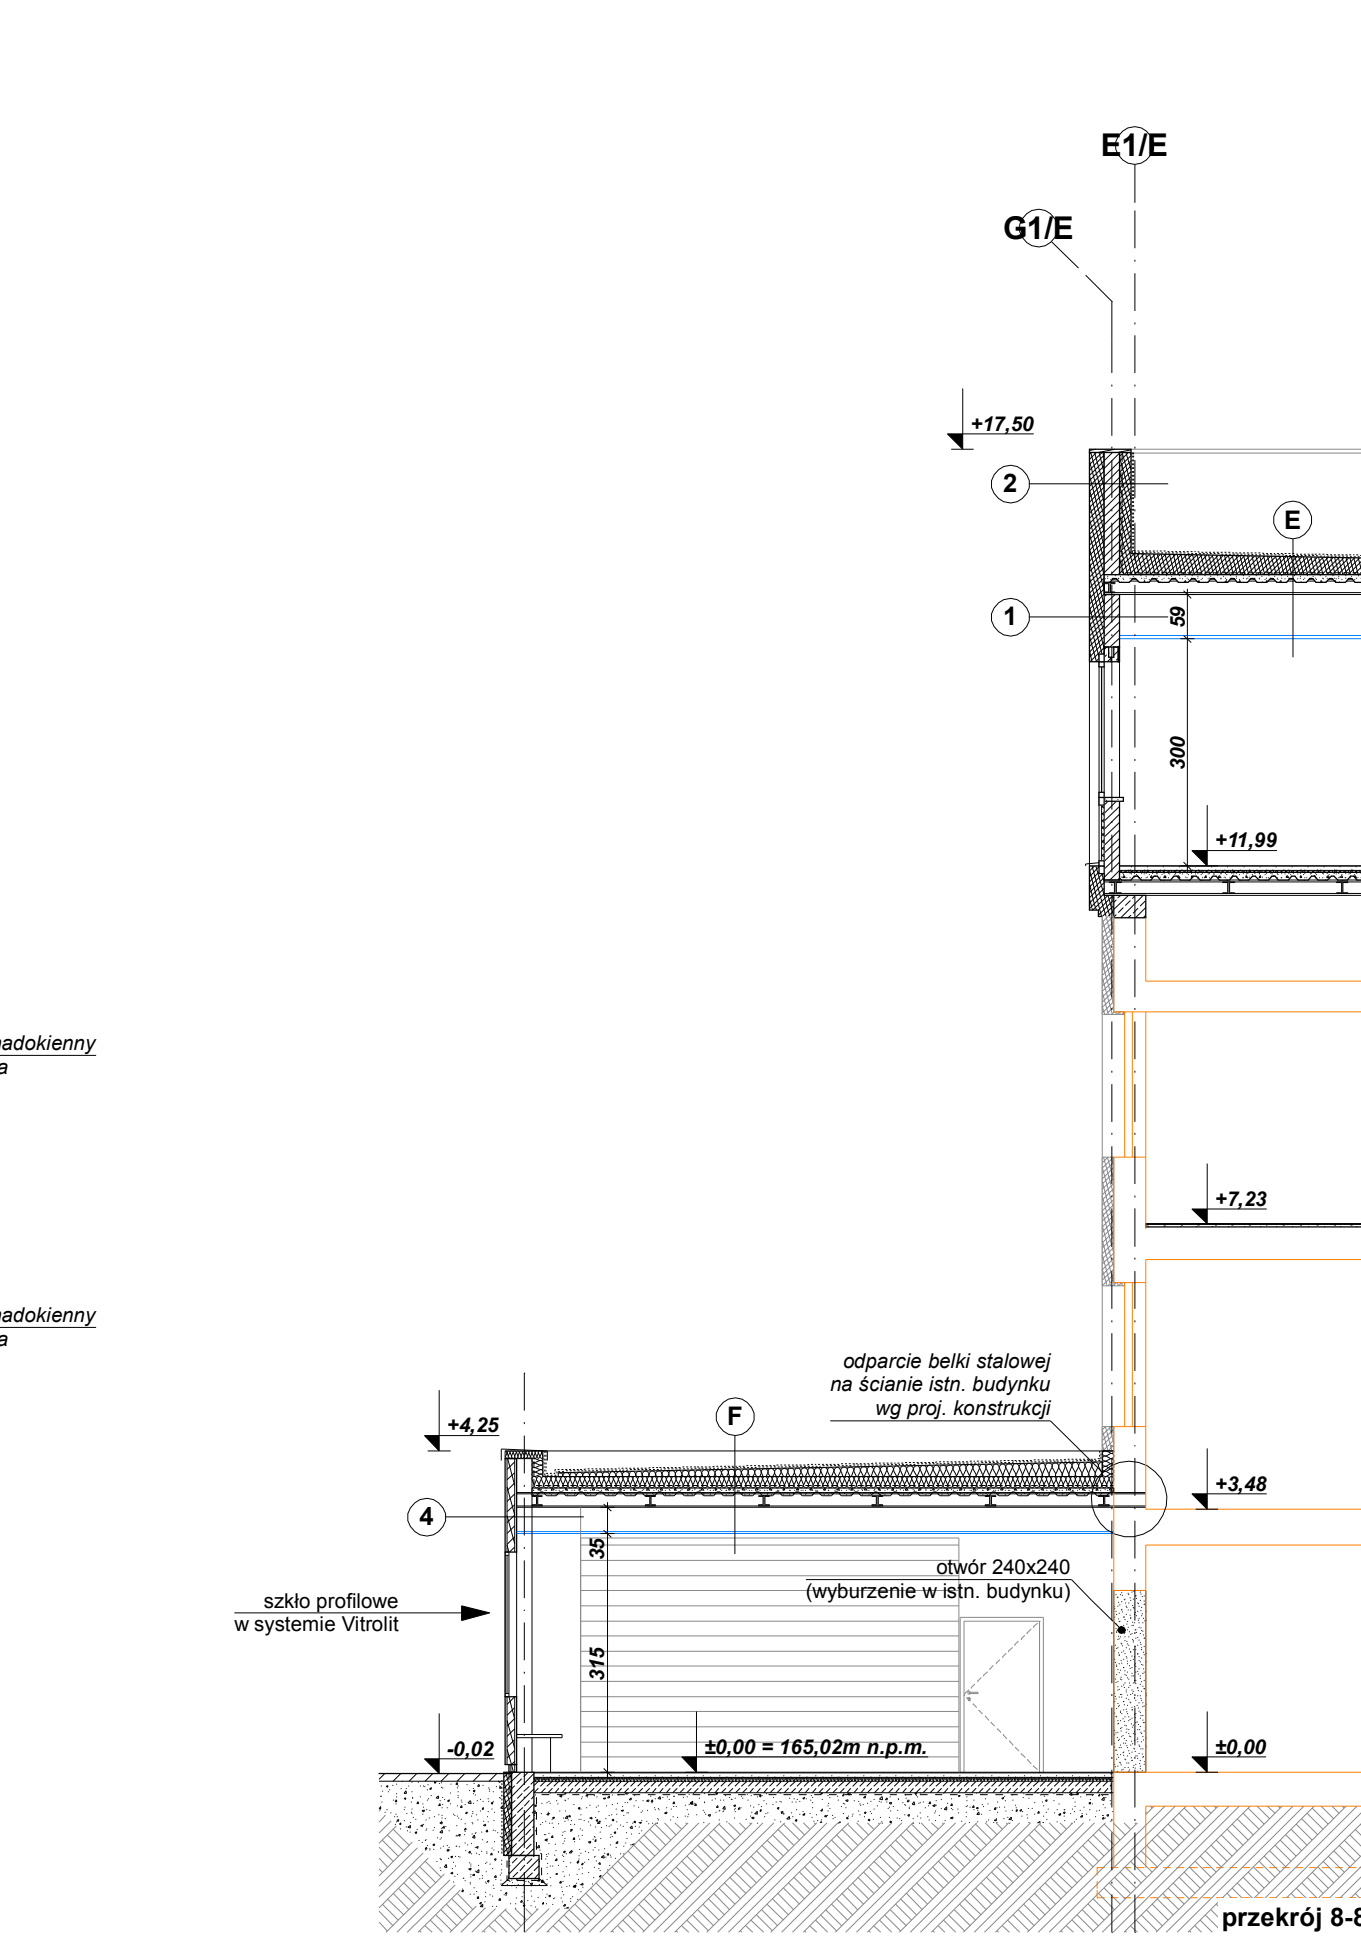 E1/E
G1/E
+17,50
2
E
1
59
300
+11,99
nadokienny
a
+7,23
nadokienny
a
odparcie belki stalowej
na ścianie istn. budynku
wg proj. konstrukcji
F
+4,25
+3,48
4
35
otwór 240x240
(wyburzenie w istn. budynku)
szkło profilowe
w systemie Vitrolit
315
-0,02
±0,00 = 165,02m n.p.m.
±0,00
przekrój 8-8